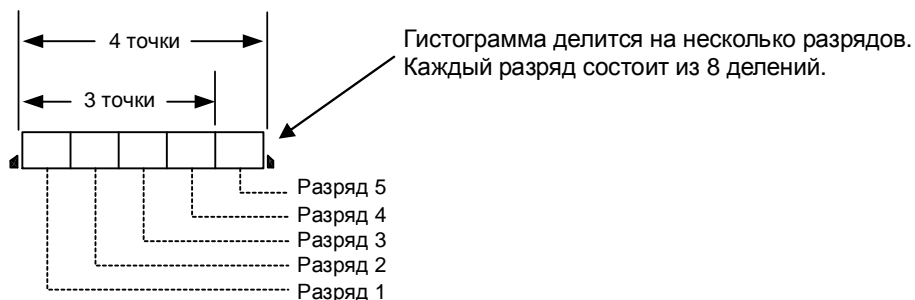 4 точки
Гистограмма делится на несколько разрядов.
Каждый разряд состоит из 8 делений.
3 точки
Разряд 5
Разряд 4
Разряд 3
Разряд 2
Разряд 1